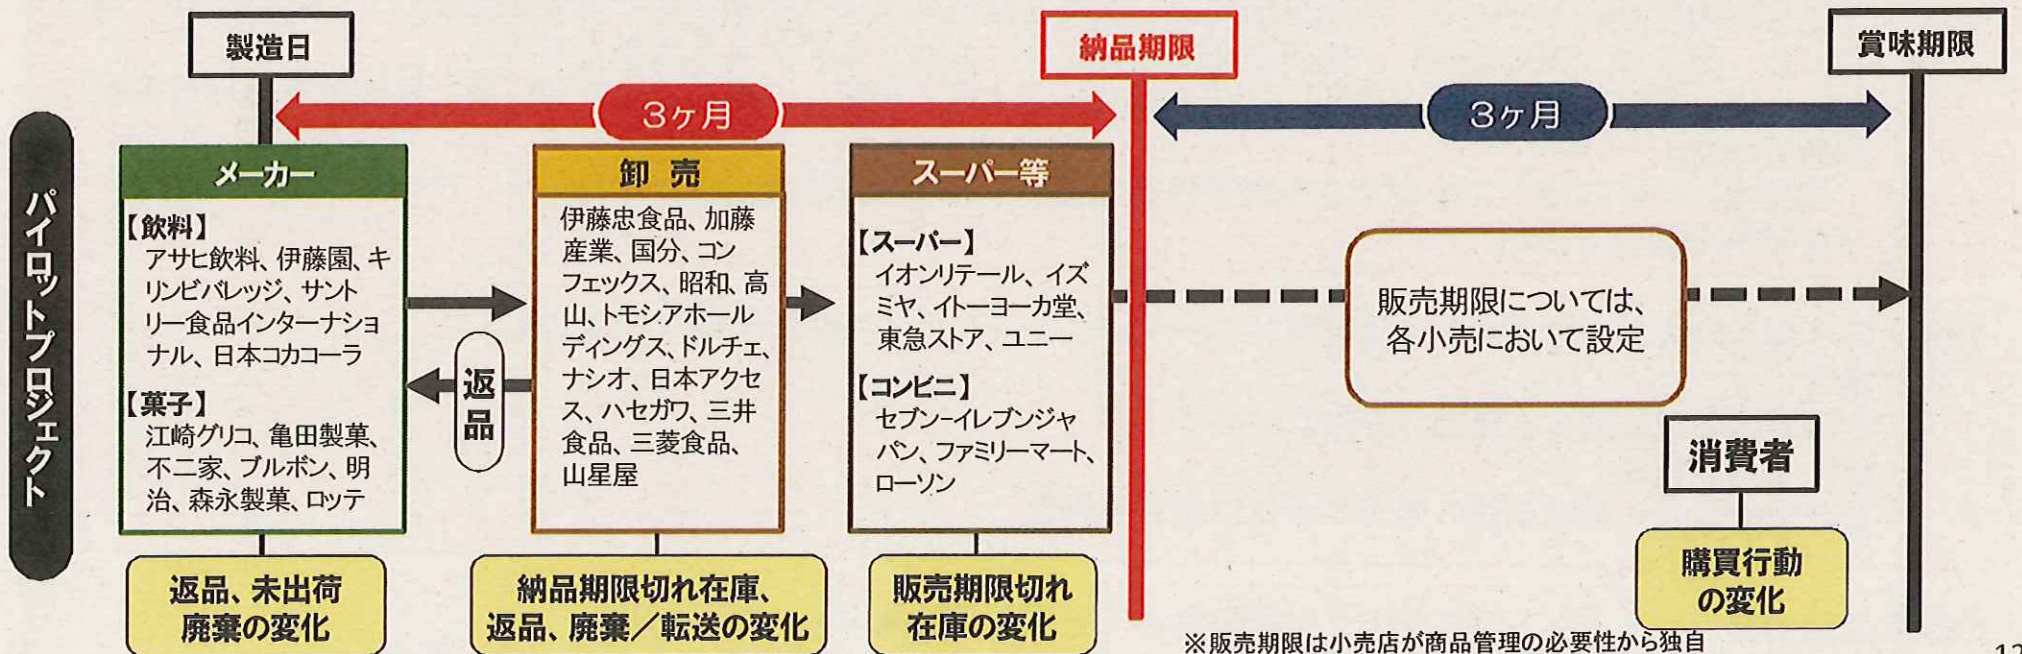 製造日
納品期限
賞味期限
3ヶ月
3ヶ月
パイロットプロジェクト
メーカー
【飲料】
アサヒ飲料、伊藤園、キ
リンビバレッジ、サント
リー食品インターナショ
ナル、日本コカコーラ
【菓子】
江崎グリコ、亀田製菓、
不二家、ブルボン、明
治、森永製菓、ロッテ
返品
卸売
伊藤忠食品、加藤
産業、国分、コン
フェックス、昭和、高
山、トモシアホール
ディングス、ドルチェ、
ナシオ、日本アクセ
ス、ハセガワ、三井
食品、三菱食品、
山星屋
スーパー等
【スーパー】
イオンリテール、イズ
ミヤ、イトーヨーカ堂、
東急ストア、ユニー
【コンビニ】
セブン-イレブンジャ
パン、ファミリーマート、
ローソン
販売期限については、
各小売において設定
消費者
返品、未出荷
廃棄の変化
納品期限切れ在庫、
返品、廃棄／転送の変化
販売期限切れ
在庫の変化
購買行動
の変化
※販売期限は小売店が商品管理の必要性から独自